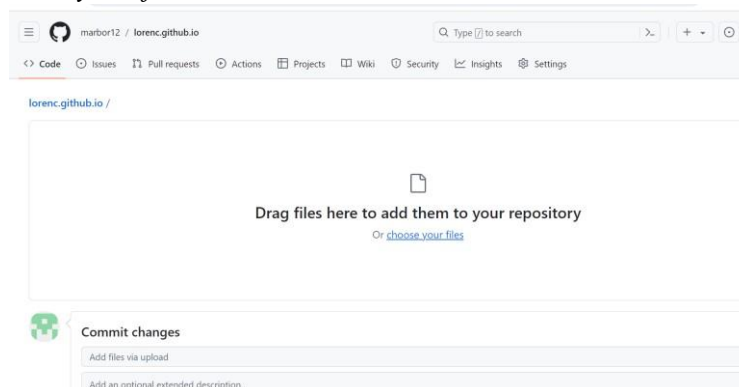 marbor12 / lorenc.github.io
Type / to search
Code Issues Pull requests Actions Projects Wiki Security Insights Settings
lorenc.github.io /
Drag files here to add them to your repository
Or choose your files
Commit changes
Add files via upload
Add an optional extended description